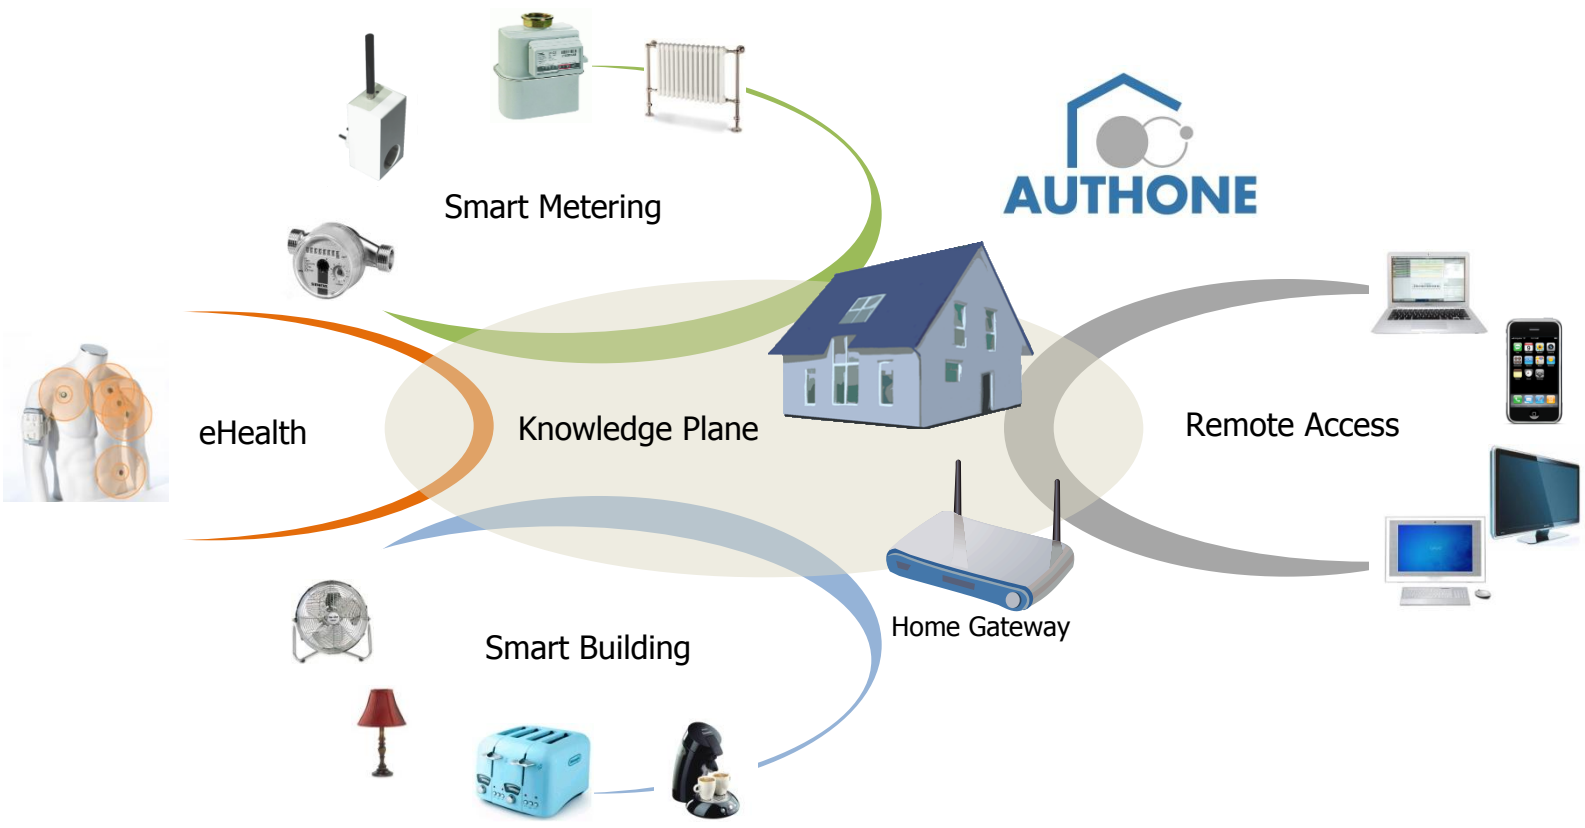 AUTHONE
Smart Metering
eHealth
Knowledge Plane
Remote Access
Home Gateway
Smart Building